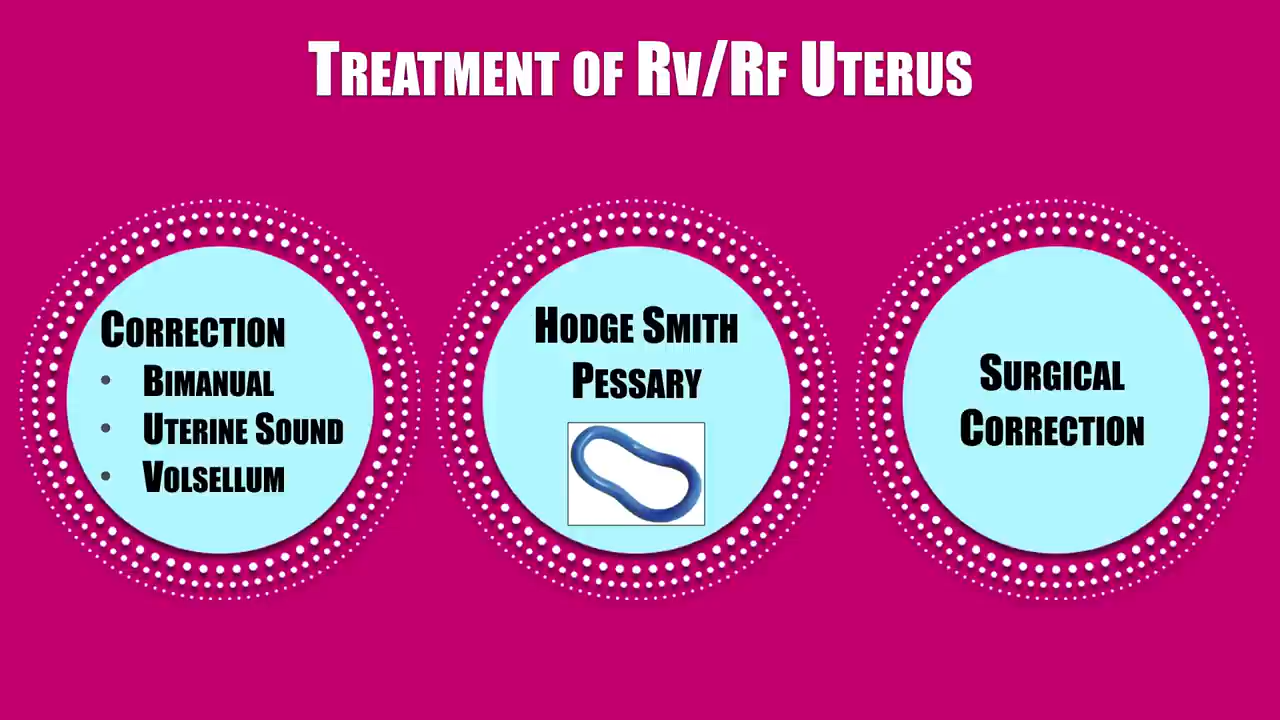 Treatment of Rv/Rf Uterus
Correction
• Bimanual
• Uterine Sound
• Volsellum
Hodge Smith
Pessary
Surgical
Correction